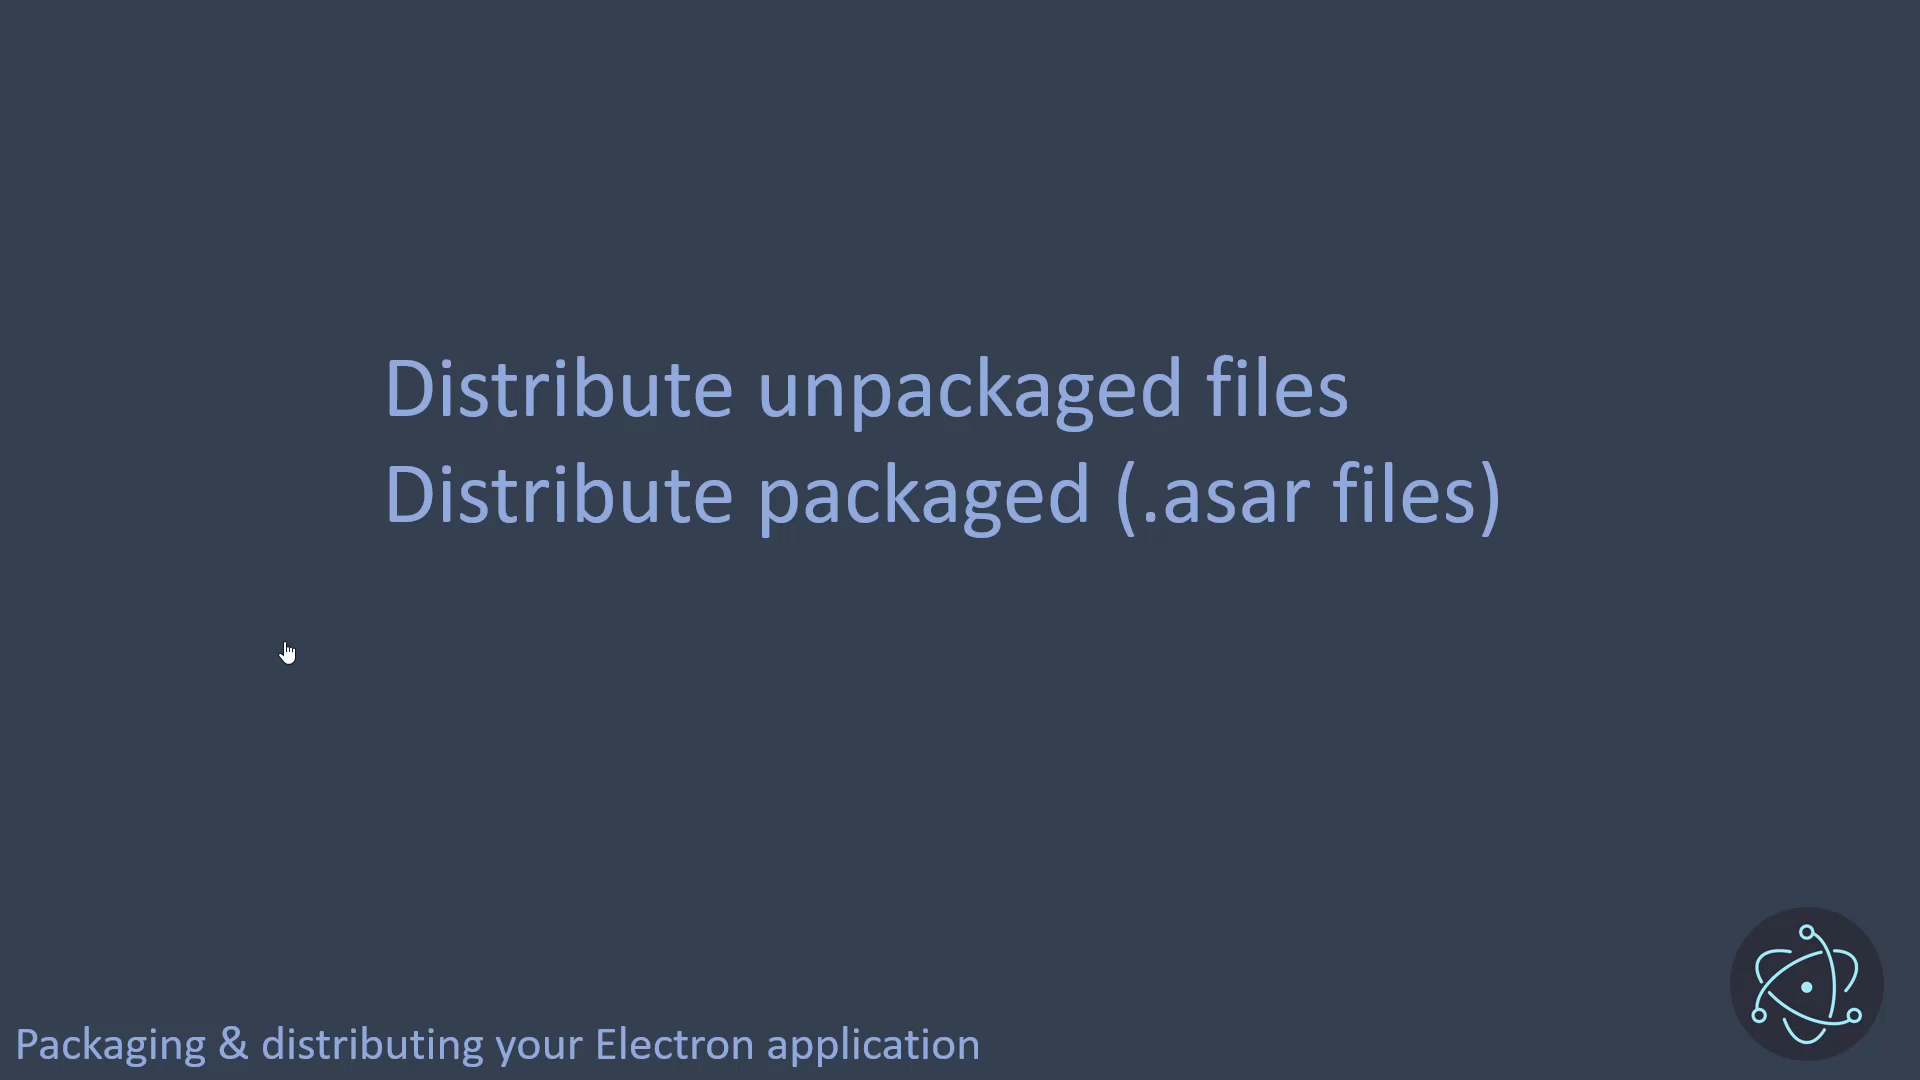 Distribute unpackaged files
Distribute packaged (.asar files)
Packaging & distributing your Electron application